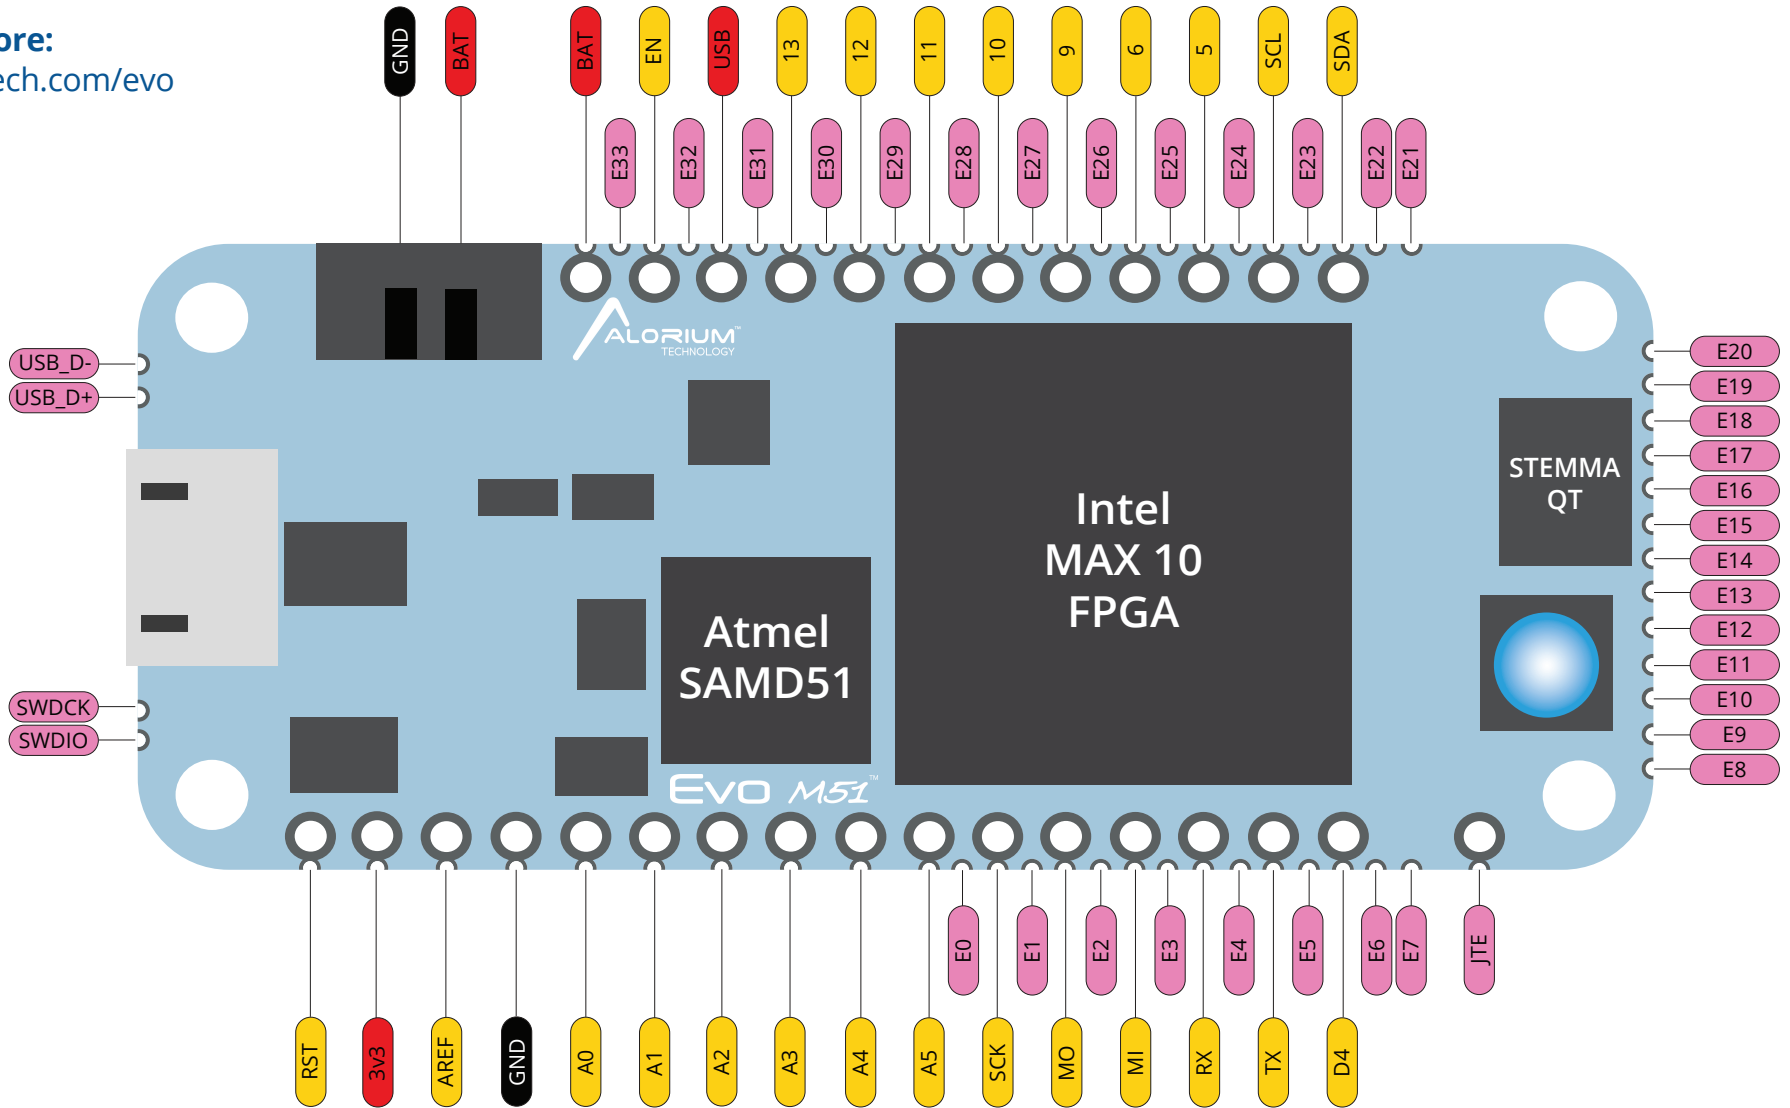 ore:
ech.com/evo
GND
BAT
BAT
EN
USB
13
12
11
10
9
6
5
SCL
SDA
E33
E32
E31
E30
E29
E28
E27
E26
E25
E24
E23
E22
E21
ALORIUM™
TECHNOLOGY
USB_D-
USB_D+
SWDCK
SWDIO
Atmel
SAMD51
Intel
MAX 10
FPGA
STEMMA
QT
E20
E19
E18
E17
E16
E15
E14
E13
E12
E11
E10
E9
E8
EVO M51™
E0
E1
E2
E3
E4
E5
E6
E7
JTE
RST
3v3
AREF
GND
A0
A1
A2
A3
A4
A5
SCK
MO
MI
RX
TX
D4